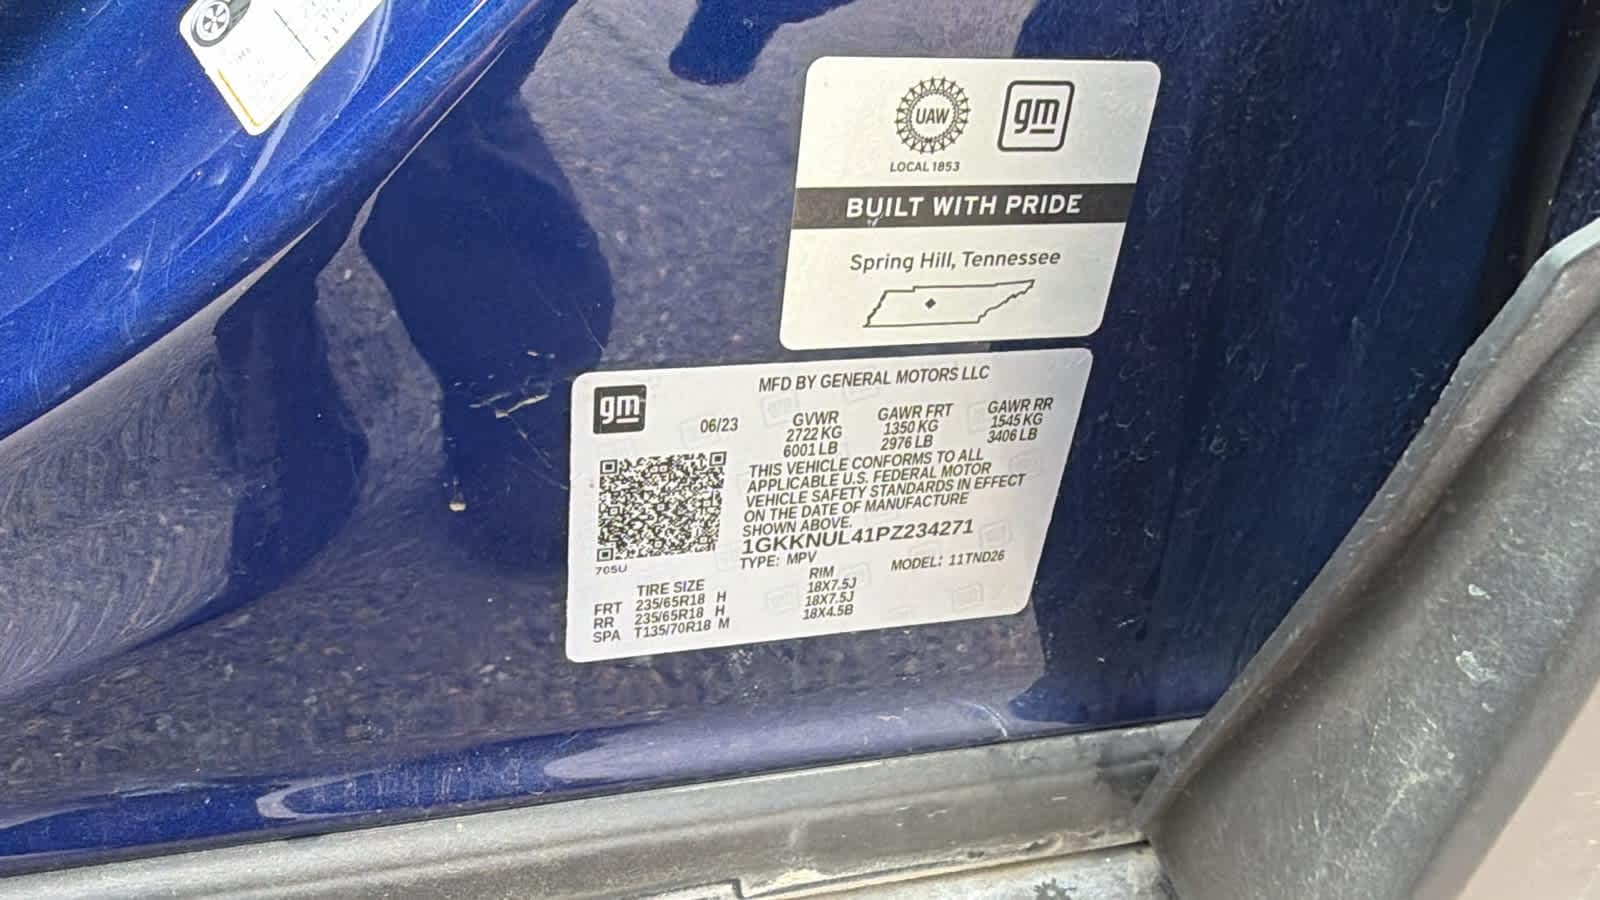 UAW
gm
LOCAL 1853
BUILT WITH PRIDE
Spring Hill, Tennessee
gm
MFD BY GENERAL MOTORS LLC
06/23
GVWR GAWR FRT GAWR RR
2722 KG 1350 KG 1545 KG
6001 LB 2976 LB 3406 LB
THIS VEHICLE CONFORMS TO ALL
APPLICABLE U.S. FEDERAL MOTOR
VEHICLE SAFETY STANDARDS IN EFFECT
ON THE DATE OF MANUFACTURE
SHOWN ABOVE.
1GKKNUL41PZ234271
TYPE: MPV MODEL: 11TND26
705U
TIRE SIZE RIM
FRT 235/65R18 H 18X7.5J
RR 235/65R18 H 18X7.5J
SPA T135/70R18 M 18X4.5B